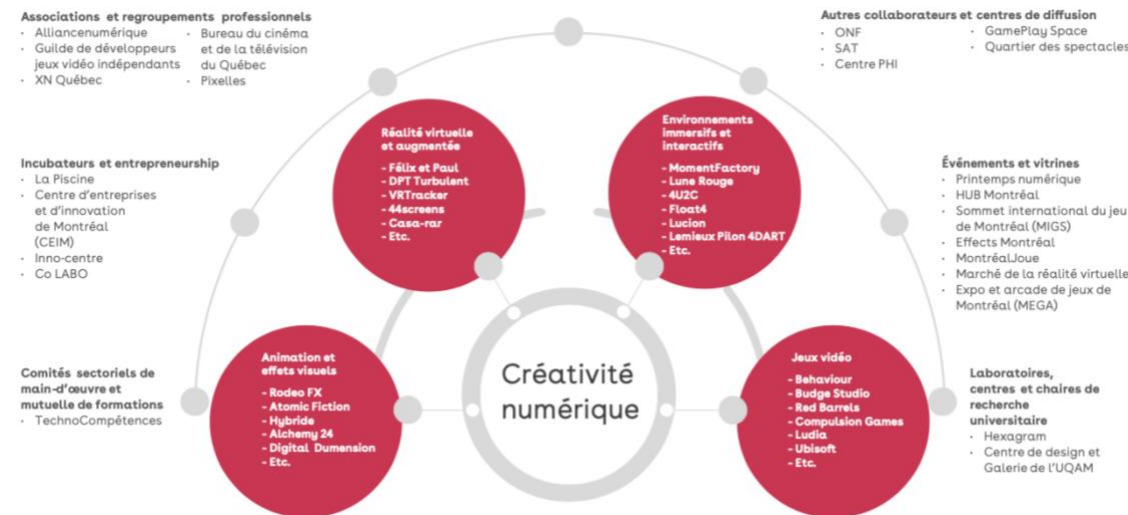 Associations et regroupements professionnels
· Alliancenumérique
· Guilde de développeurs
jeux vidéo indépendants
· XN Québec
· Bureau du cinéma
et de la télévision
du Québec
· Pixelles
Autres collaborateurs et centres de diffusion
· ONF
· SAT
· Centre PHI
· GamePlay Space
· Quartier des spectacles
Incubateurs et entrepreneurship
· La Piscine
· Centre d'entreprises
et d'innovation
de Montréal
(CEIM)
· Inno-centre
· Co LABO
Réalité virtuelle
et augmentée
- Félix et Paul
- DPT Turbulent
- VRTracker
- 44screens
- Casa-rar
- Etc.
Environnements
immersifs et
interactifs
- MomentFactory
- Lune Rouge
- 4U2C
- Float4
- Lucion
- Lemieux Pilon 4DART
- Etc.
Événements et vitrines
· Printemps numérique
· HUB Montréal
· Sommet international du jeu
de Montréal (MIGS)
· Effects Montréal
· MontréalJoue
· Marché de la réalité virtuelle
· Expo et arcade de jeux de
Montréal (MEGA)
Comités sectoriels de
main-d'œuvre et
mutuelle de formations
· TechnoCompétences
Animation et
effets visuels
- Rodeo FX
- Atomic Fiction
- Hybride
- Alchemy 24
- Digital Dumension
- Etc.
Créativité
numérique
Jeux vidéo
- Behaviour
- Budge Studio
- Red Barrels
- Compulsion Games
- Ludia
- Ubisoft
- Etc.
Laboratoires,
centres et chaires de
recherche
universitaire
· Hexagram
· Centre de design et
Galerie de l'UQAM